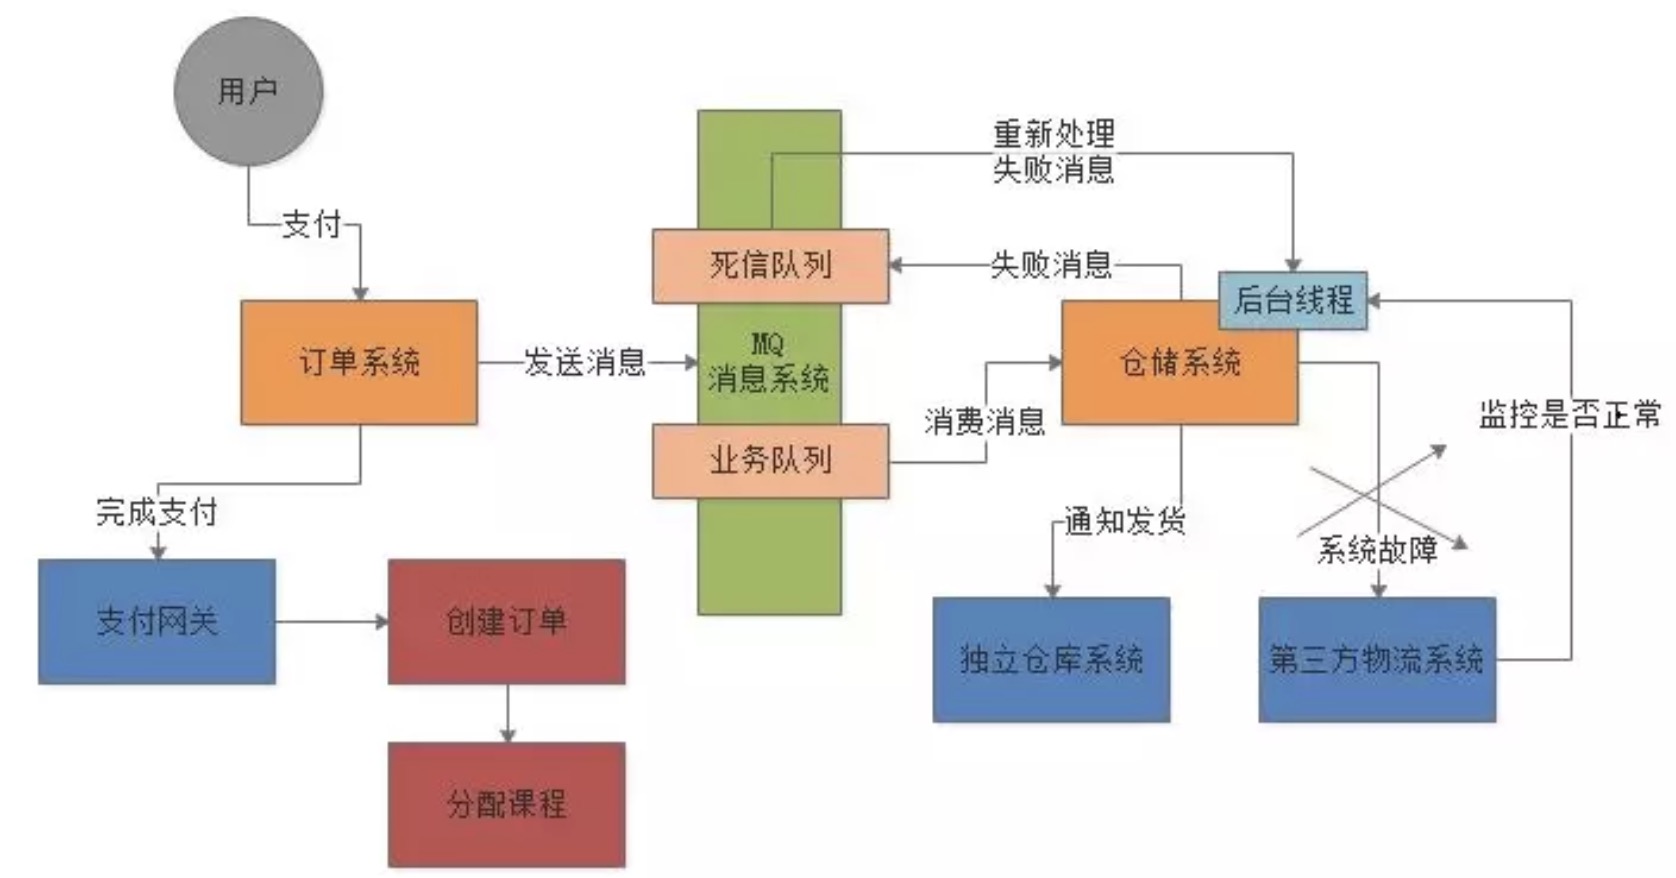 用户
支付
订单系统
发送消息
完成支付
支付网关
创建订单
分配课程
死信队列
MQ
消息系统
业务队列
重新处理
失败消息
失败消息
后台线程
仓储系统
消费消息
监控是否正常
通知发货
系统故障
独立仓库系统
第三方物流系统